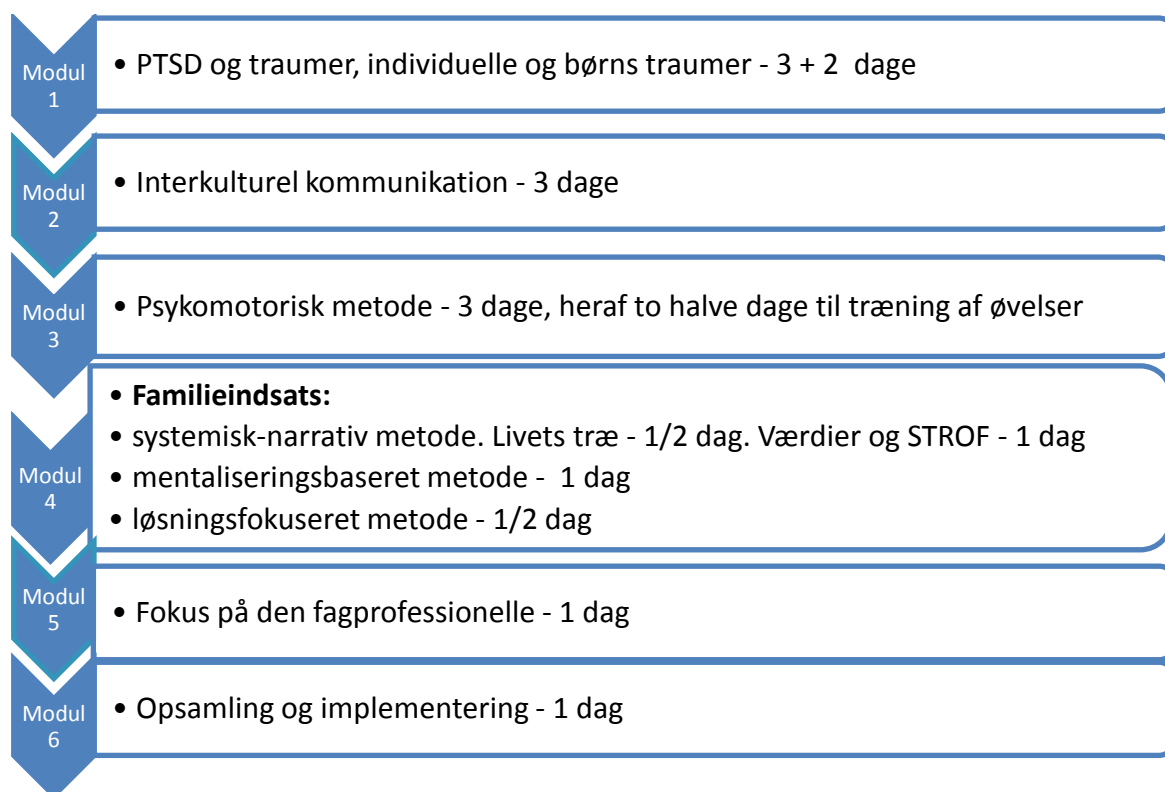 Modul
1
• PTSD og traumer, individuelle og børns traumer - 3 + 2 dage
Modul
2
• Interkulturel kommunikation - 3 dage
Modul
3
• Psykomotorisk metode - 3 dage, heraf to halve dage til træning af øvelser
Modul
4
• Familieindsats:
• systemisk-narrativ metode. Livets træ - 1/2 dag. Værdier og STROF - 1 dag
• mentaliseringsbaseret metode - 1 dag
• løsningsfokuseret metode - 1/2 dag
Modul
5
• Fokus på den fagprofessionelle - 1 dag
Modul
6
• Opsamling og implementering - 1 dag